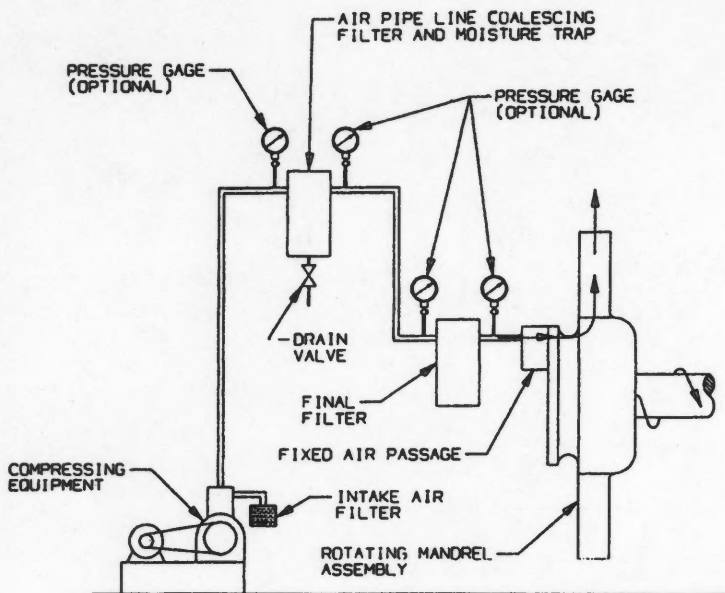 AIR PIPE LINE COALESCING
FILTER AND MOISTURE TRAP
PRESSURE GAGE
(OPTIONAL)
PRESSURE GAGE
(OPTIONAL)
DRAIN
VALVE
FINAL
FILTER
FIXED AIR PASSAGE
COMPRESSING
EQUIPMENT
INTAKE AIR
FILTER
ROTATING MANDREL
ASSEMBLY